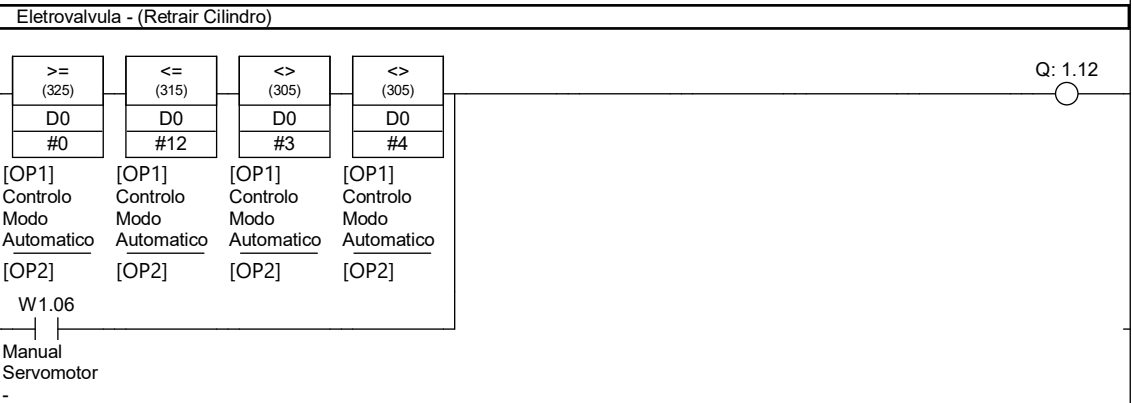 Eletrovalvula - (Retrair Cilindro)
>= <= <> <> Q: 1.12
(325) (315) (305) (305)
D0 D0 D0 D0
#0 #12 #3 #4
[OP1] [OP1] [OP1] [OP1]
Controlo Controlo Controlo Controlo
Modo Modo Modo Modo
Automatico Automatico Automatico Automatico
[OP2] [OP2] [OP2] [OP2]
W1.06
Manual
Servomotor
-